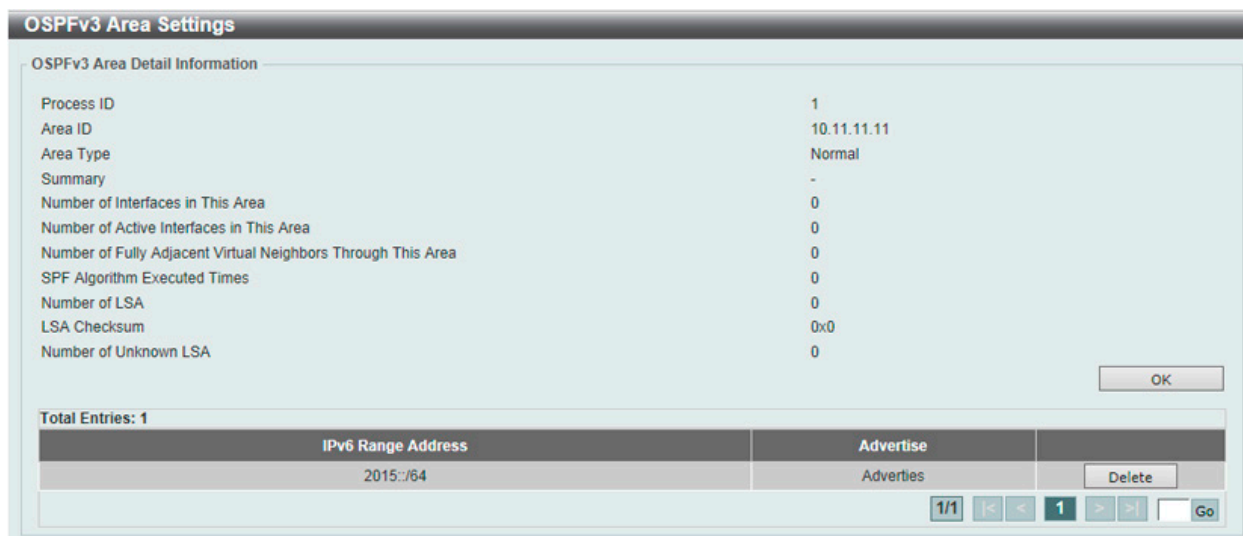 OSPFv3 Area Settings
OSPFv3 Area Detail Information
Process ID 1
Area ID 10.11.11.11
Area Type Normal
Summary -
Number of Interfaces in This Area 0
Number of Active Interfaces in This Area 0
Number of Fully Adjacent Virtual Neighbors Through This Area 0
SPF Algorithm Executed Times 0
Number of LSA 0
LSA Checksum 0x0
Number of Unknown LSA 0
OK
Total Entries: 1
IPv6 Range Address Advertise
2015::/64 Adverties Delete
1/1 |< < 1 > >| Go